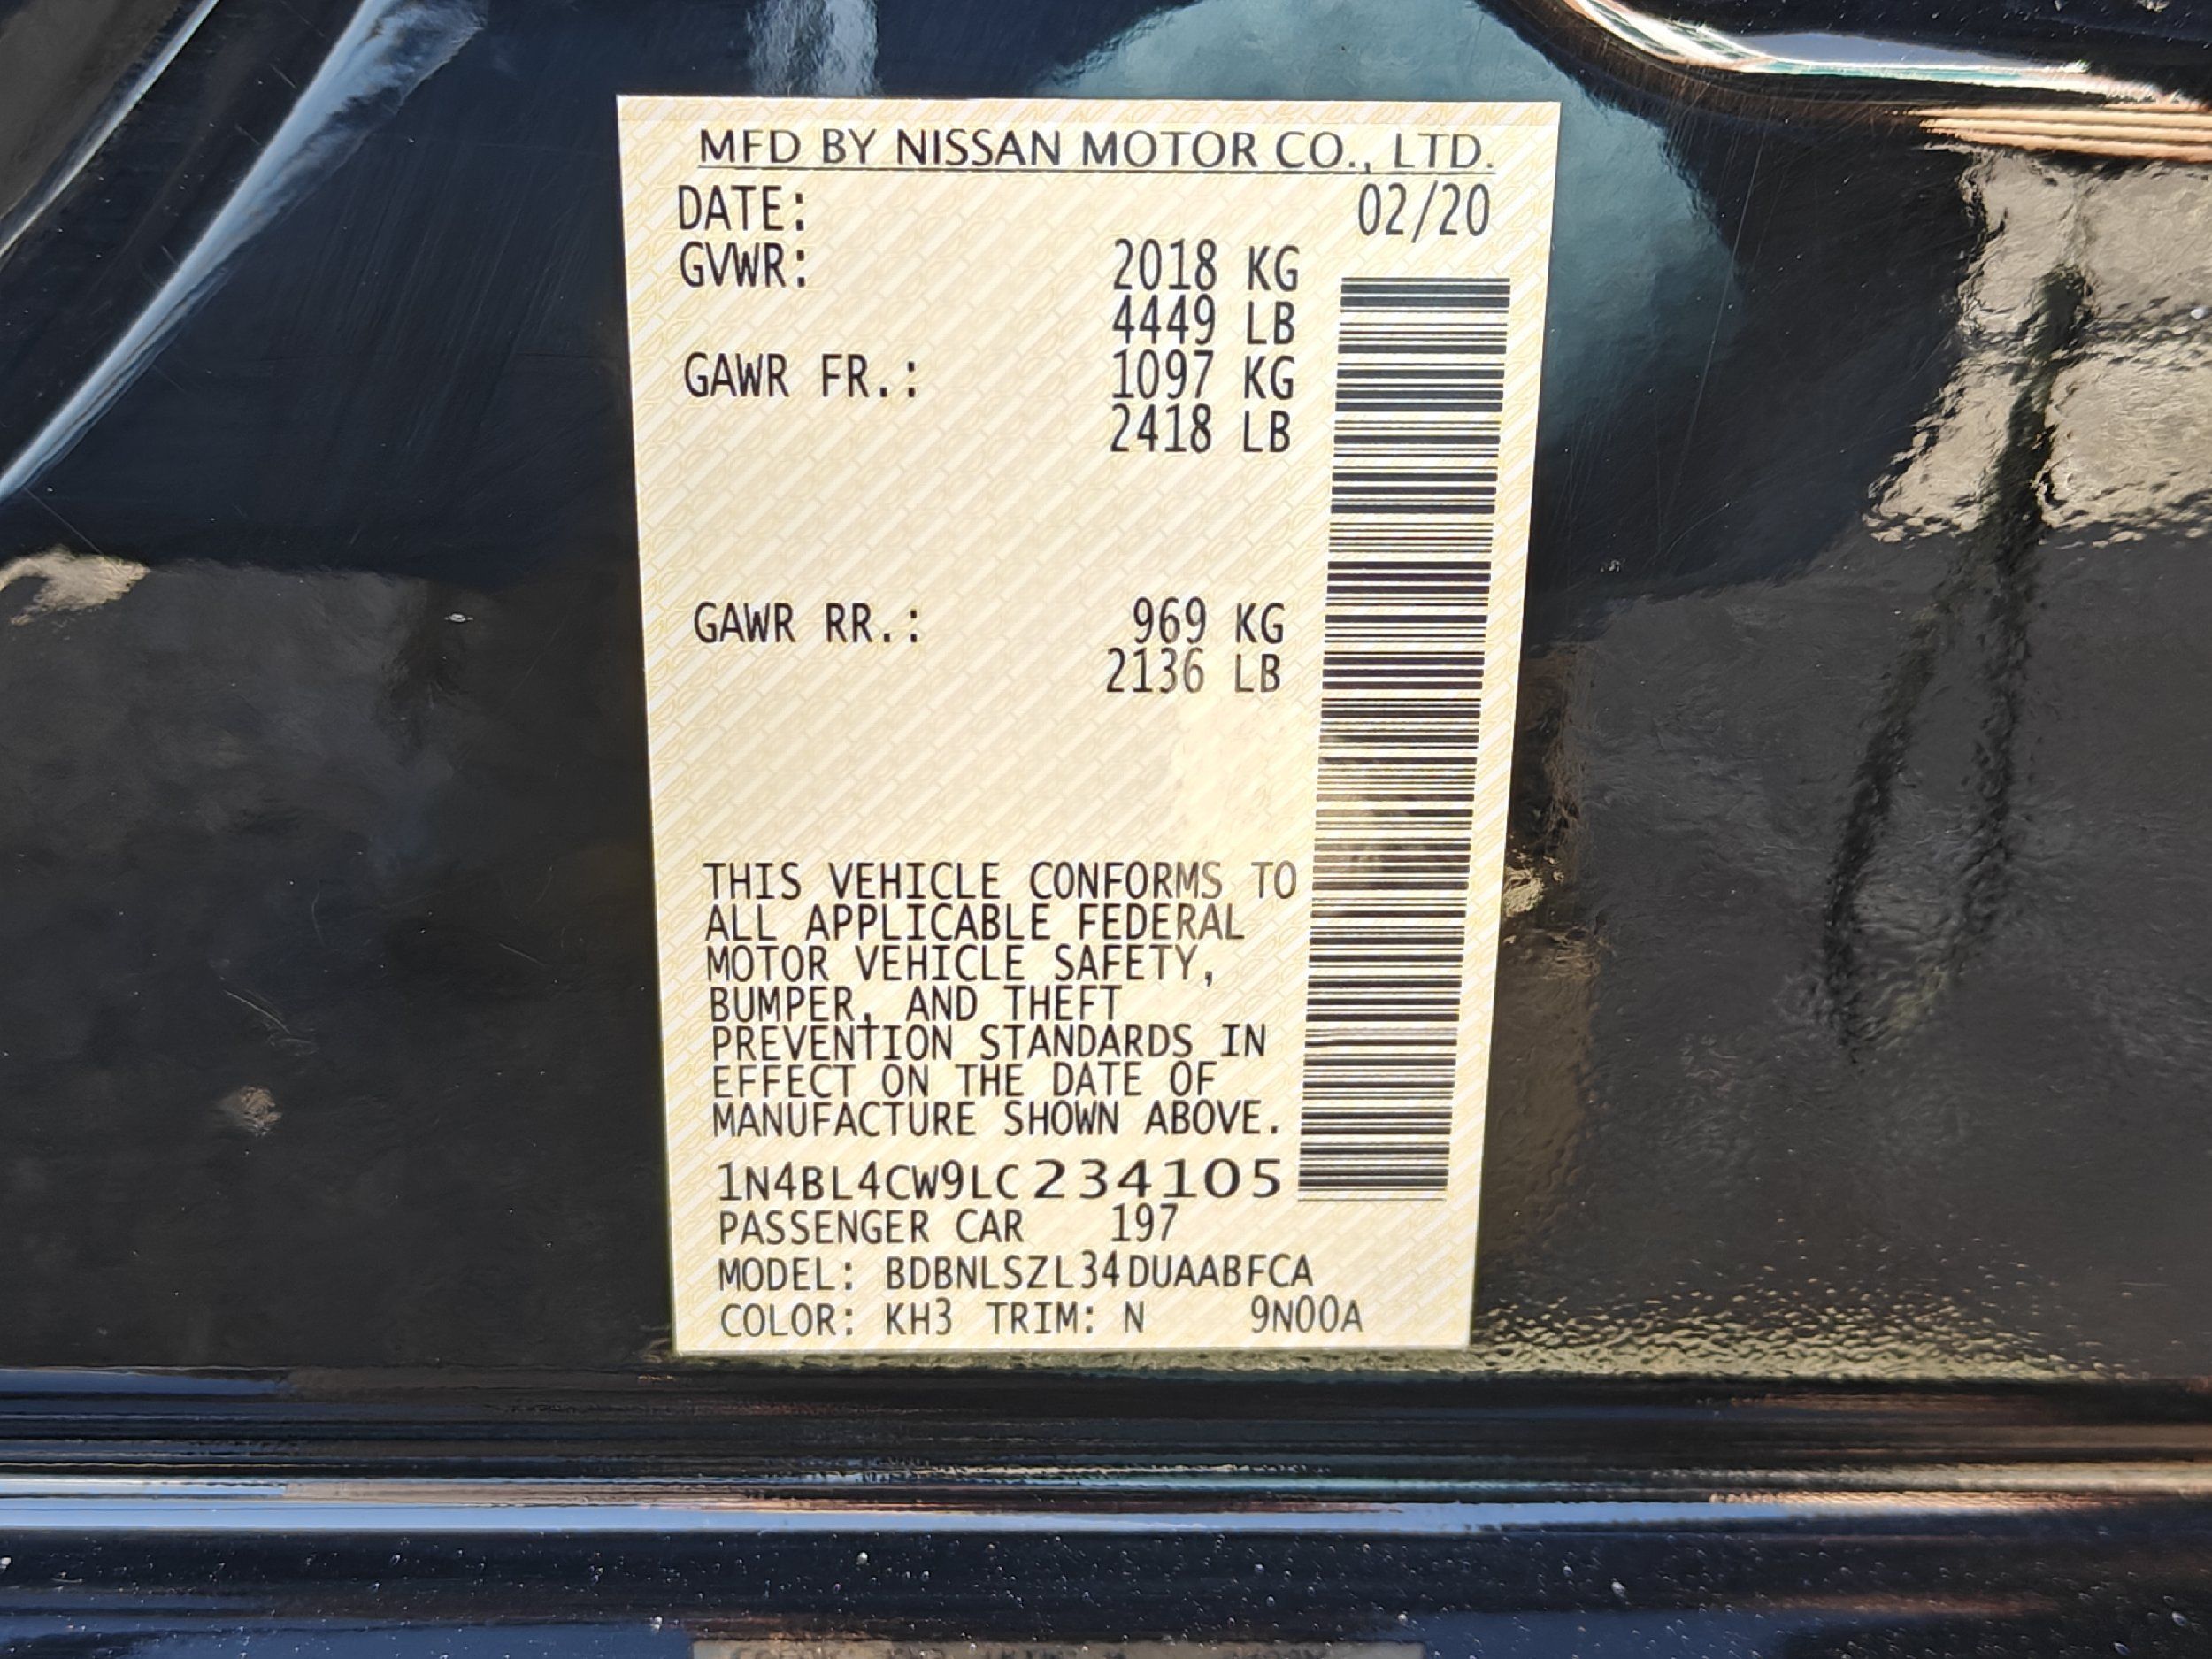 MFD BY NISSAN MOTOR CO., LTD.
DATE: 02/20
GVWR: 2018 KG
4449 LB
GAWR FR.: 1097 KG
2418 LB
GAWR RR.: 969 KG
2136 LB
THIS VEHICLE CONFORMS TO
ALL APPLICABLE FEDERAL
MOTOR VEHICLE SAFETY,
BUMPER, AND THEFT
PREVENTION STANDARDS IN
EFFECT ON THE DATE OF
MANUFACTURE SHOWN ABOVE.
1N4BL4CW9LC234105
PASSENGER CAR 197
MODEL: BDBNLSZL34DUAABFCA
COLOR: KH3 TRIM: N 9N00A